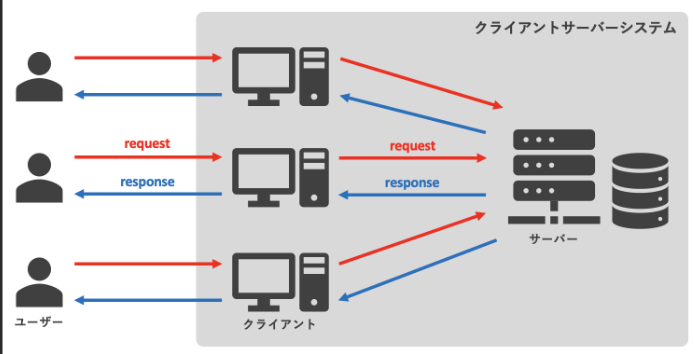 クライアントサーバーシステム
request
request
response
response
サーバー
ユーザー
クライアント